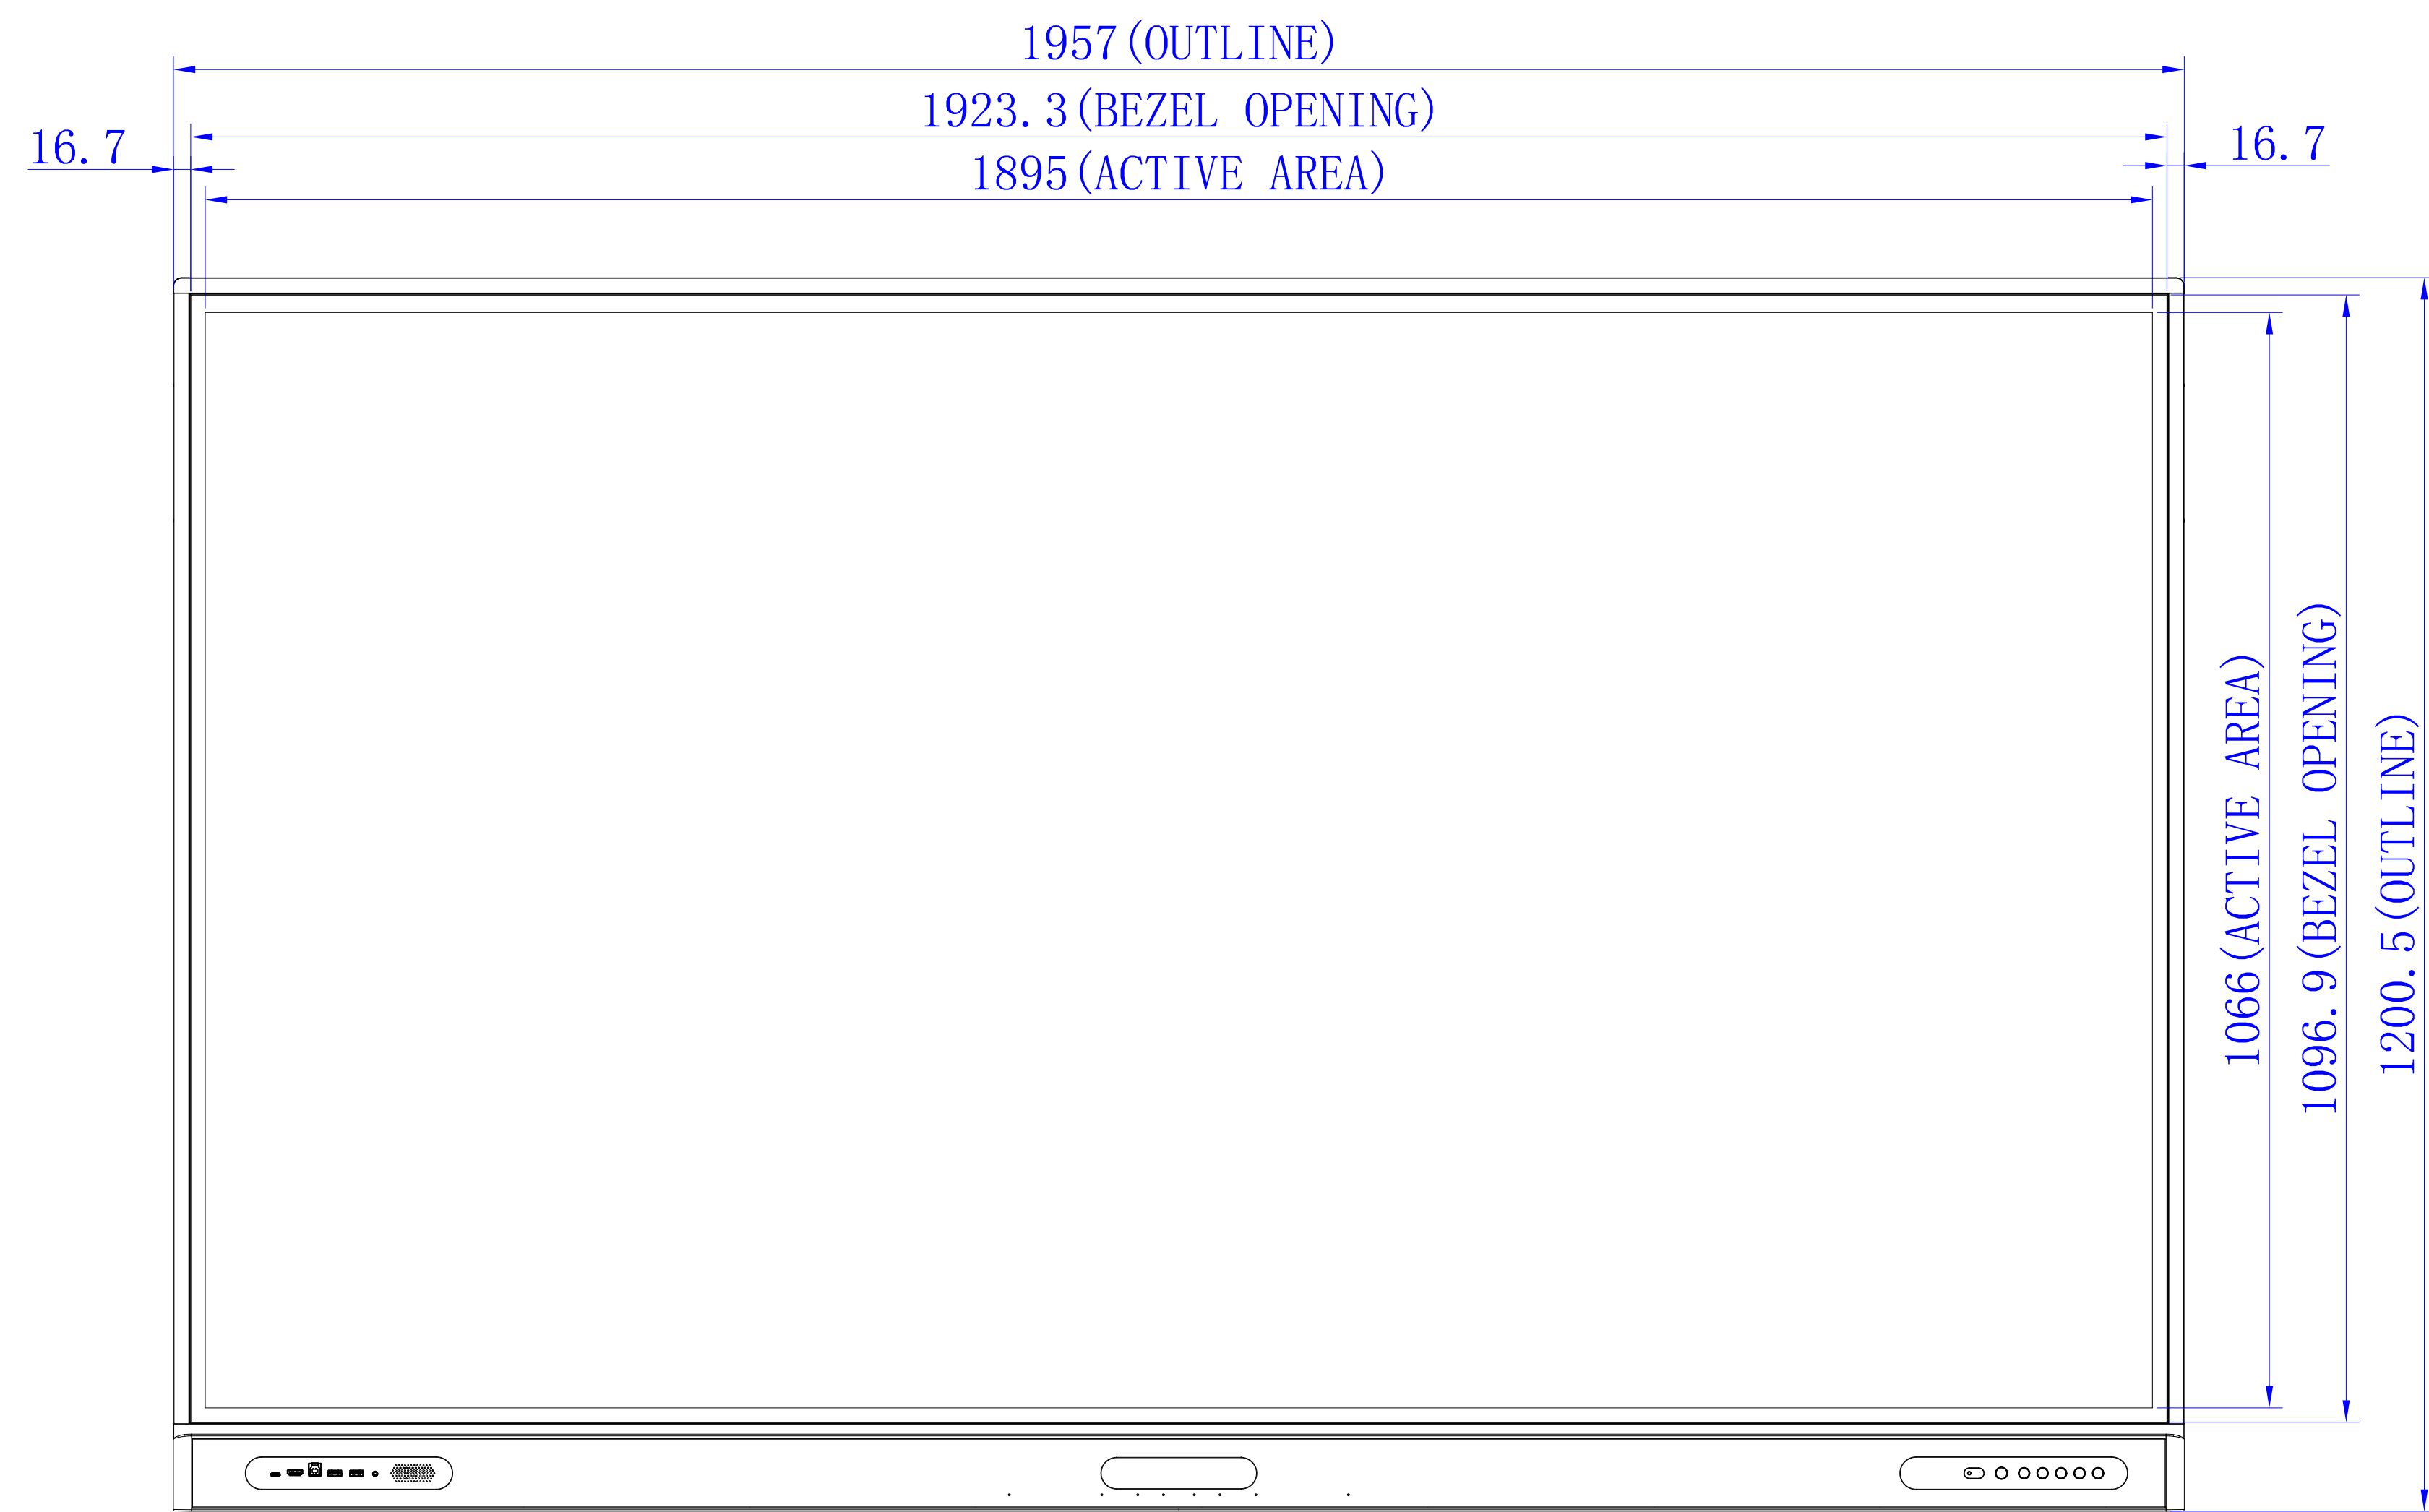 1957(OUTLINE)
1923.3(BEZEL OPENING)
16.7
16.7
1895(ACTIVE AREA)
1066(ACTIVE AREA)
1096.9(BEZEL OPENING)
1200.5(OUTLINE)